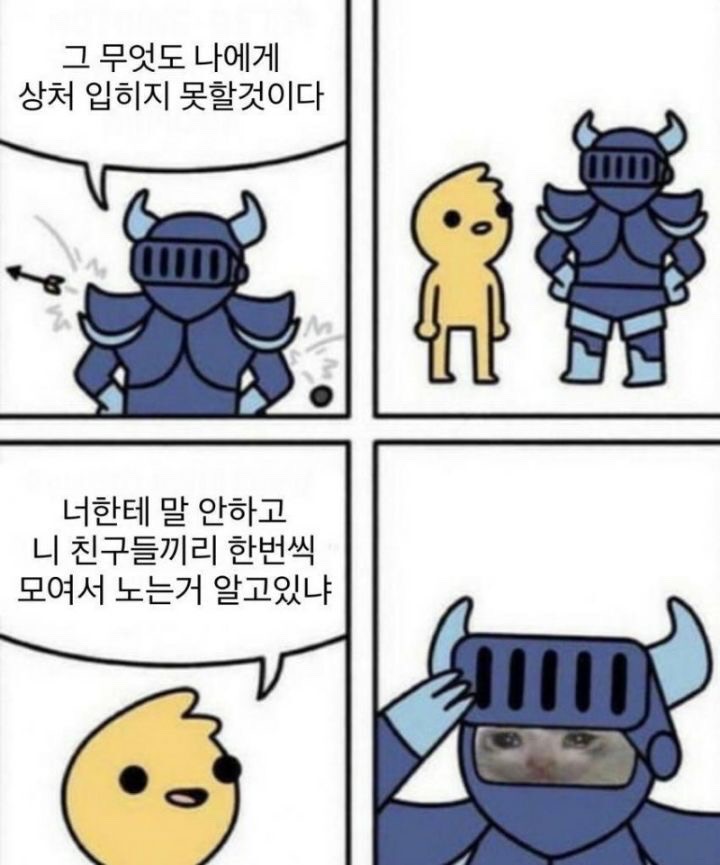 그 무엇도 나에게
상처 입히지 못할것이다
너한테 말 안하고
니 친구들끼리 한번씩
모여서 노는거 알고있냐